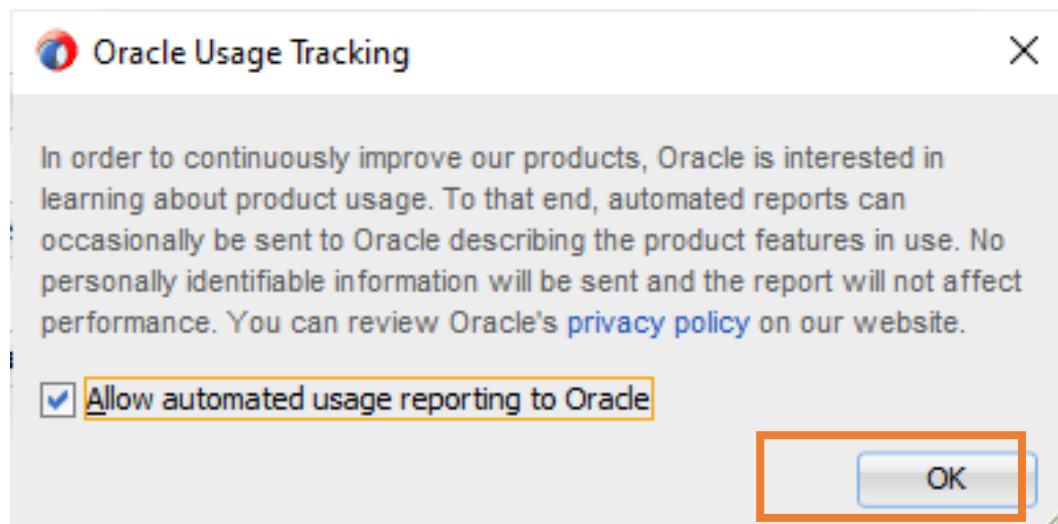 Oracle Usage Tracking
In order to continuously improve our products, Oracle is interested in
learning about product usage. To that end, automated reports can
occasionally be sent to Oracle describing the product features in use. No
personally identifiable information will be sent and the report will not affect
performance. You can review Oracle's privacy policy on our website.
Allow automated usage reporting to Oracle
OK